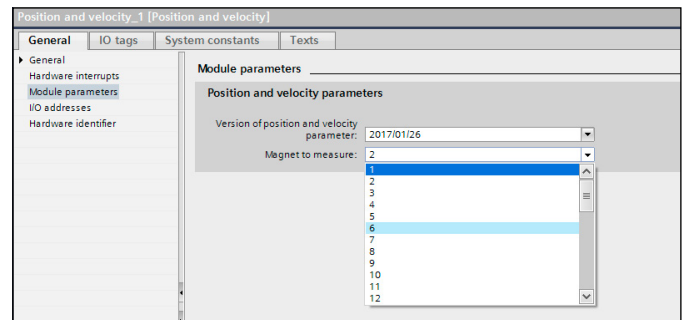 Position and velocity_1 [Position and velocity]
General IO tags System constants Texts
General
Hardware interrupts
Module parameters
I/O addresses
Hardware identifier
Module parameters
Position and velocity parameters
Version of position and velocity
parameter: 2017/01/26
Magnet to measure: 2
1
2
3
4
5
6
7
8
9
10
11
12